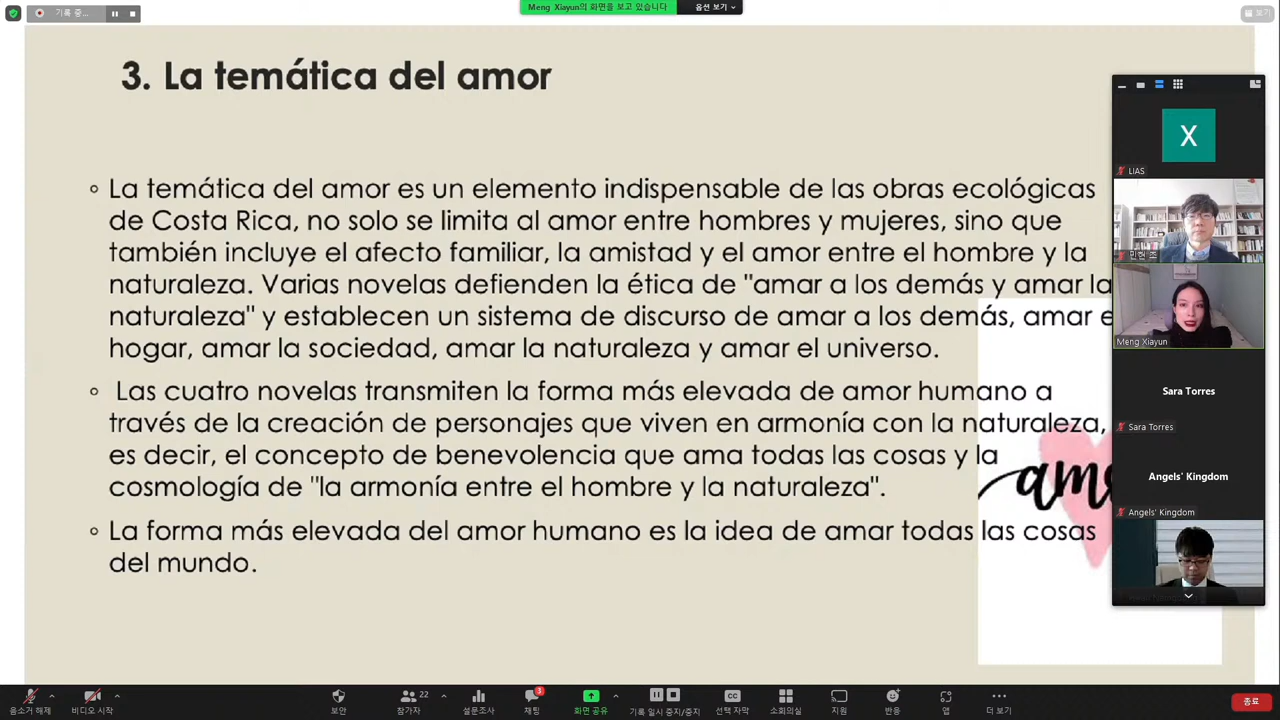 기록 중...
Meng Xiayun의 화면을 보고 있습니다
옵션 보기
보기
3. La temática del amor
La temática del amor es un elemento indispensable de las obras ecológicas
de Costa Rica, no solo se limita al amor entre hombres y mujeres, sino que
también incluye el afecto familiar, la amistad y el amor entre el hombre y la
naturaleza. Varias novelas defienden la ética de "amar a los demás y amar la
naturaleza" y establecen un sistema de discurso de amar a los demás, amar e
hogar, amar la sociedad, amar la naturaleza y amar el universo.
Las cuatro novelas transmiten la forma más elevada de amor humano a
través de la creación de personajes que viven en armonía con la naturaleza,
es decir, el concepto de benevolencia que ama todas las cosas y la
cosmología de "la armonía entre el hombre y la naturaleza".
La forma más elevada del amor humano es la idea de amar todas las cosas
del mundo.
X
LIAS
민현 조
Meng Xiayun
Sara Torres
Sara Torres
Angels' Kingdom
Angels' Kingdom
음소거 해제
비디오 시작
보안
22
참가자
설문조사
3
채팅
화면 공유
기록 일시 중지/중지
선택 자막
소회의실
지원
반응
앱
더 보기
종료